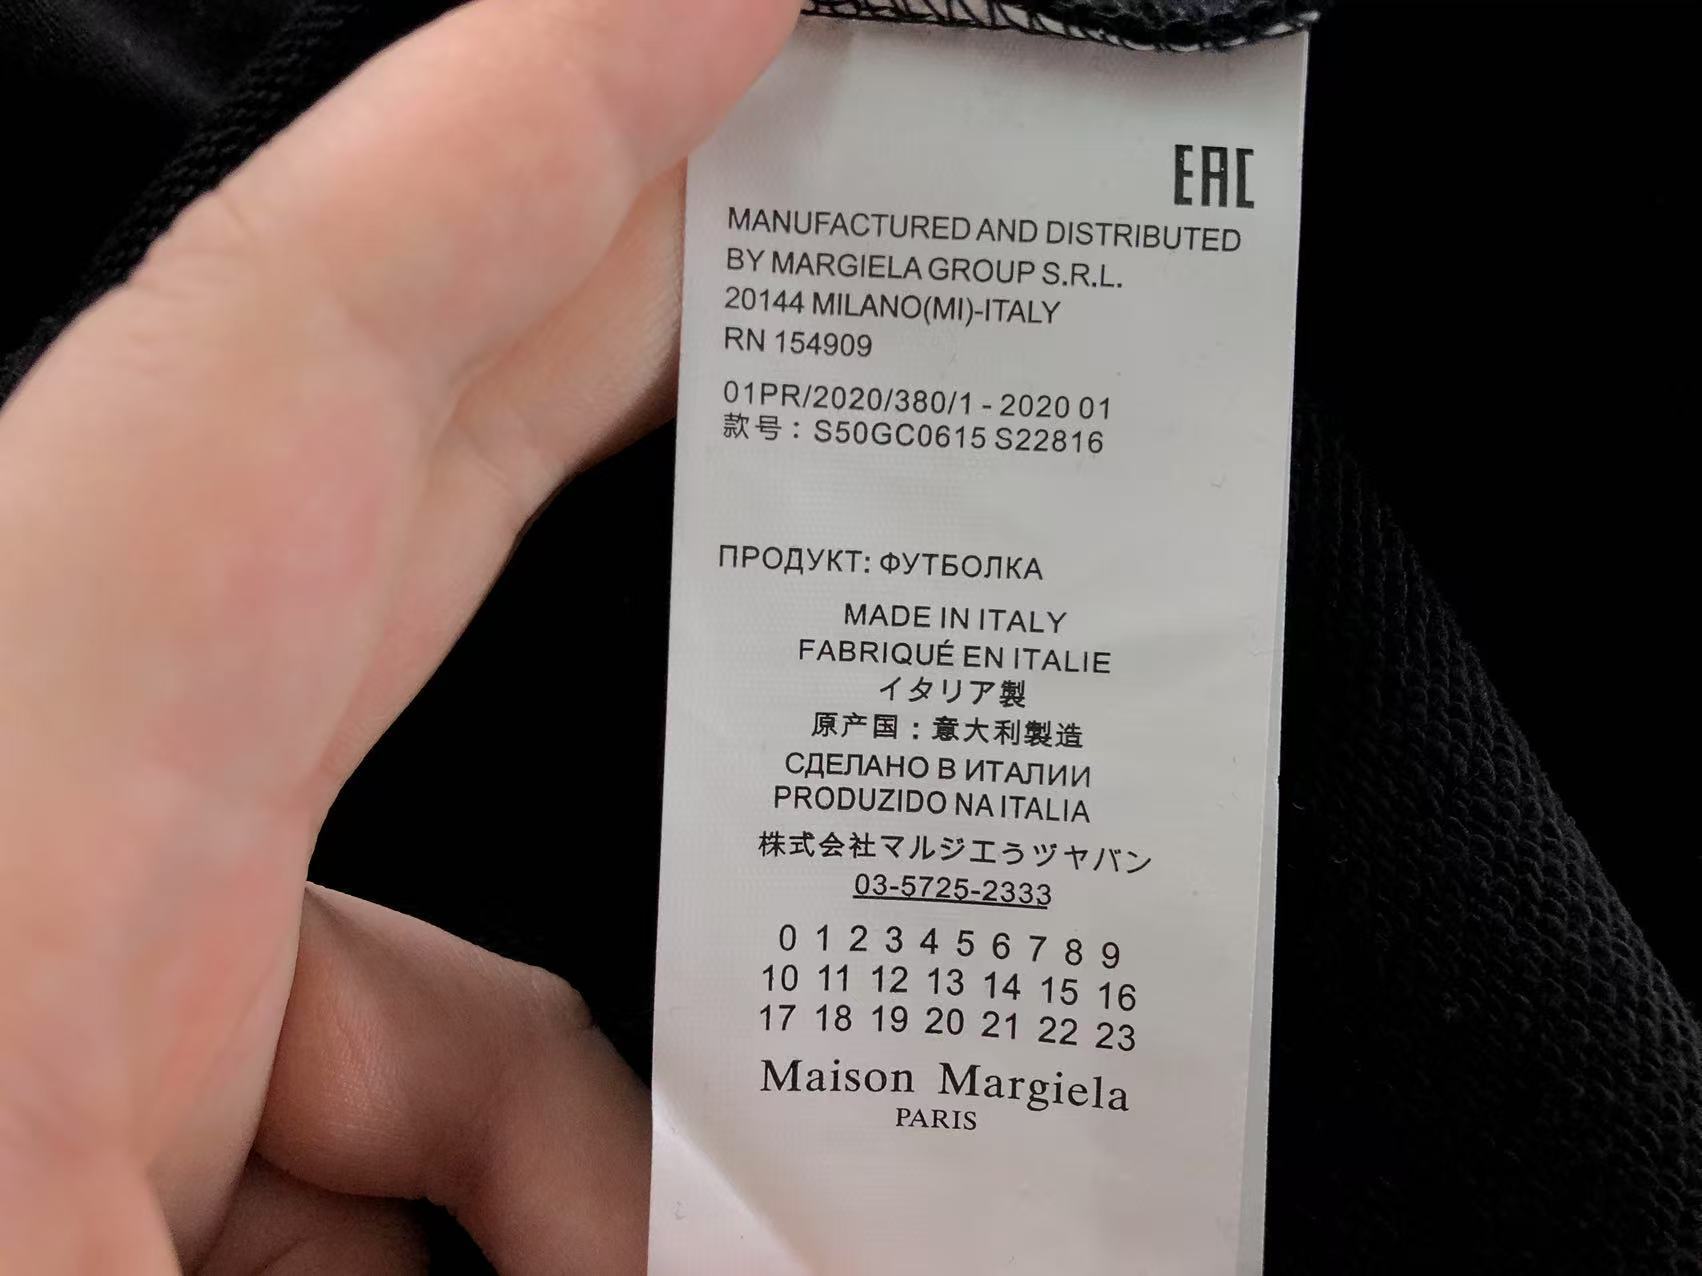 EAC
MANUFACTURED AND DISTRIBUTED
BY MARGIELA GROUP S.R.L.
20144 MILANO(MI)-ITALY
RN 154909
01PR/2020/380/1 - 2020 01
款号：S50GC0615 S22816
ПРОДУКТ: ФУТБОЛКА
MADE IN ITALY
FABRIQUÉ EN ITALIE
イタリア製
原产国：意大利製造
СДЕЛАНО В ИТАЛИИ
PRODUZIDO NA ITALIA
株式会社マルジエうヅヤバン
03-5725-2333
0 1 2 3 4 5 6 7 8 9
10 11 12 13 14 15 16
17 18 19 20 21 22 23
Maison Margiela
PARIS